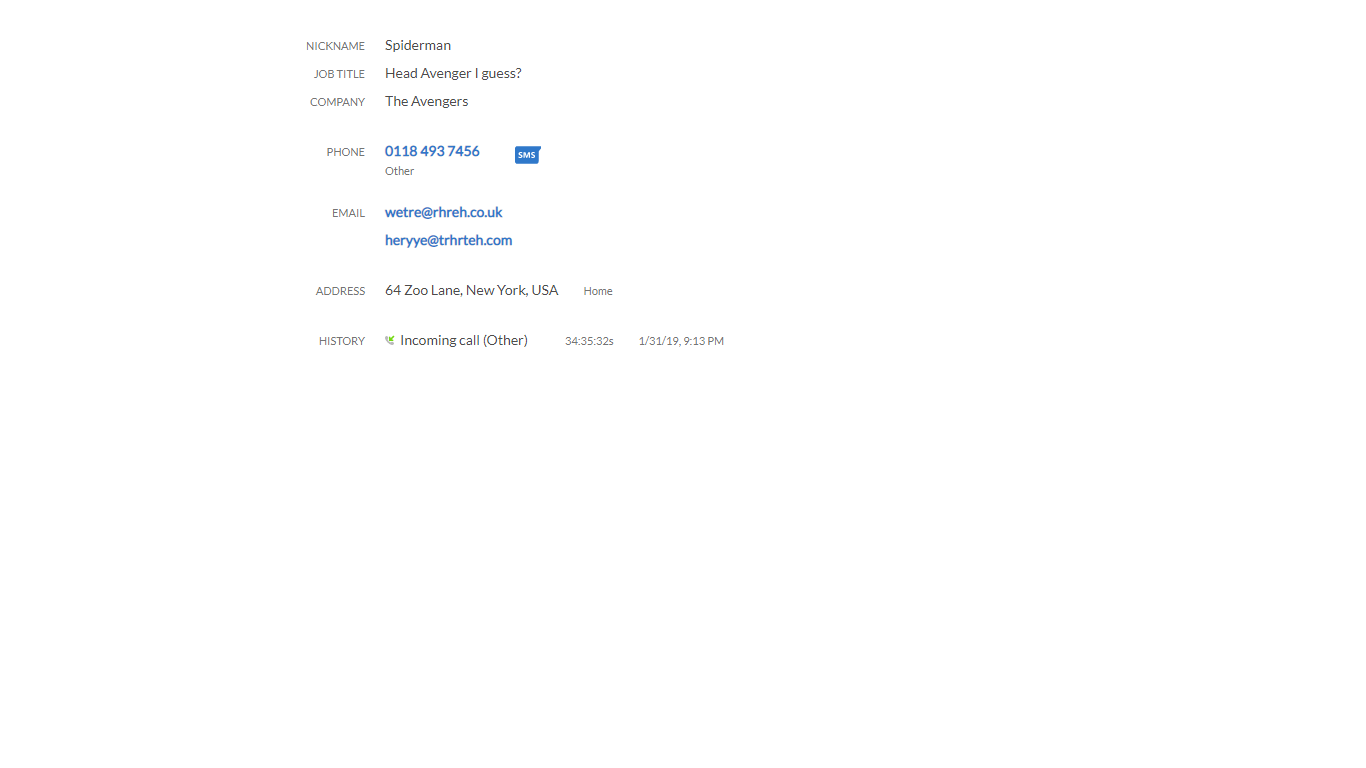 NICKNAME Spiderman
JOB TITLE Head Avenger I guess?
COMPANY The Avengers
PHONE 0118 493 7456 SMS
Other
EMAIL wetre@rhreh.co.uk
heryye@trhrteh.com
ADDRESS 64 Zoo Lane, New York, USA Home
HISTORY Incoming call (Other) 34:35:32s 1/31/19, 9:13 PM